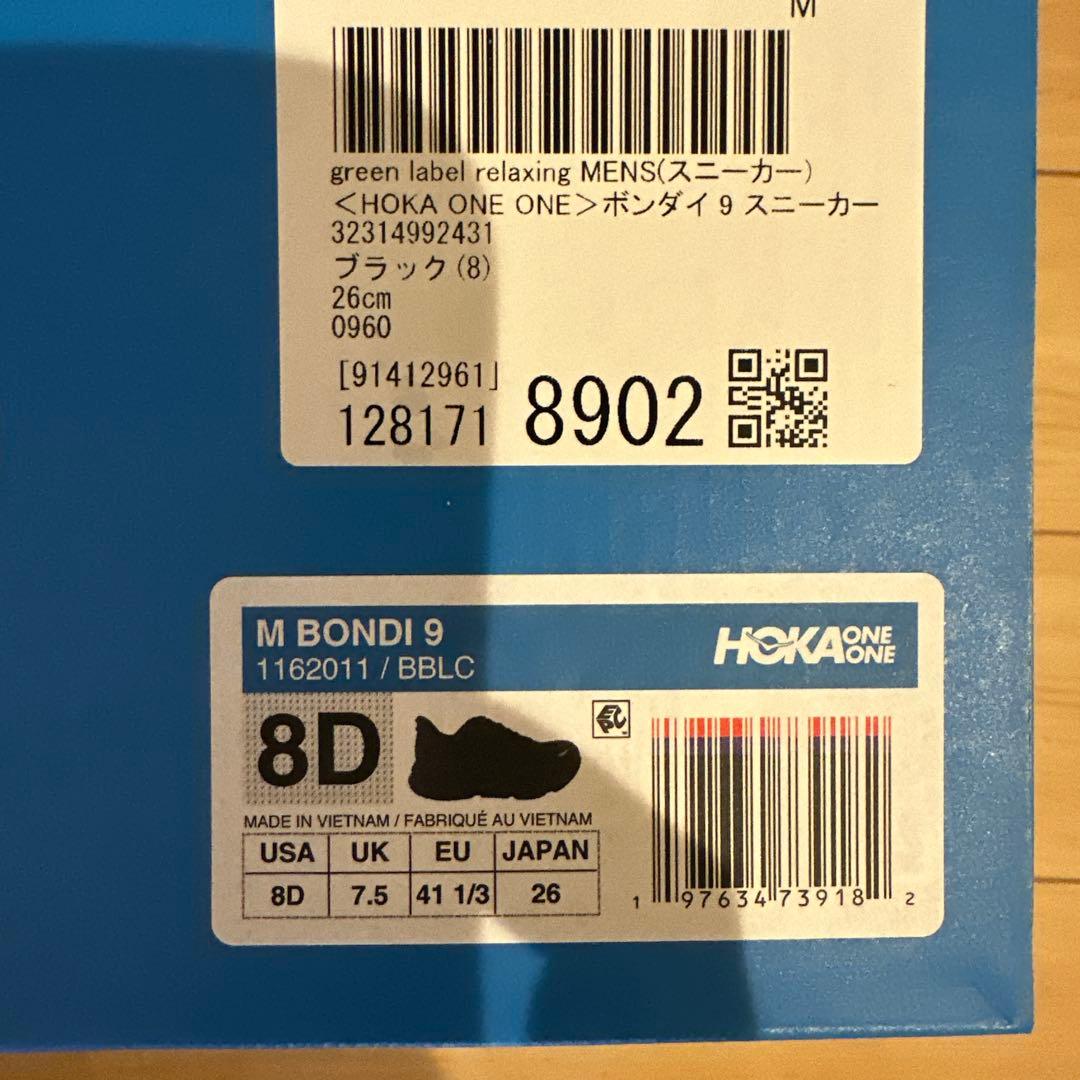 M
green label relaxing MENS(スニーカー)
＜HOKA ONE ONE＞ボンダイ 9 スニーカー
32314992431
ブラック(8)
26cm
0960
[91412961」
128171 8902
M BONDI 9
1162011 / BBLC
HOKA ONE ONE
8D
MADE IN VIETNAM / FABRIQUÉ AU VIETNAM
USA UK EU JAPAN
8D 7.5 41 1/3 26
1 97634 73918 2